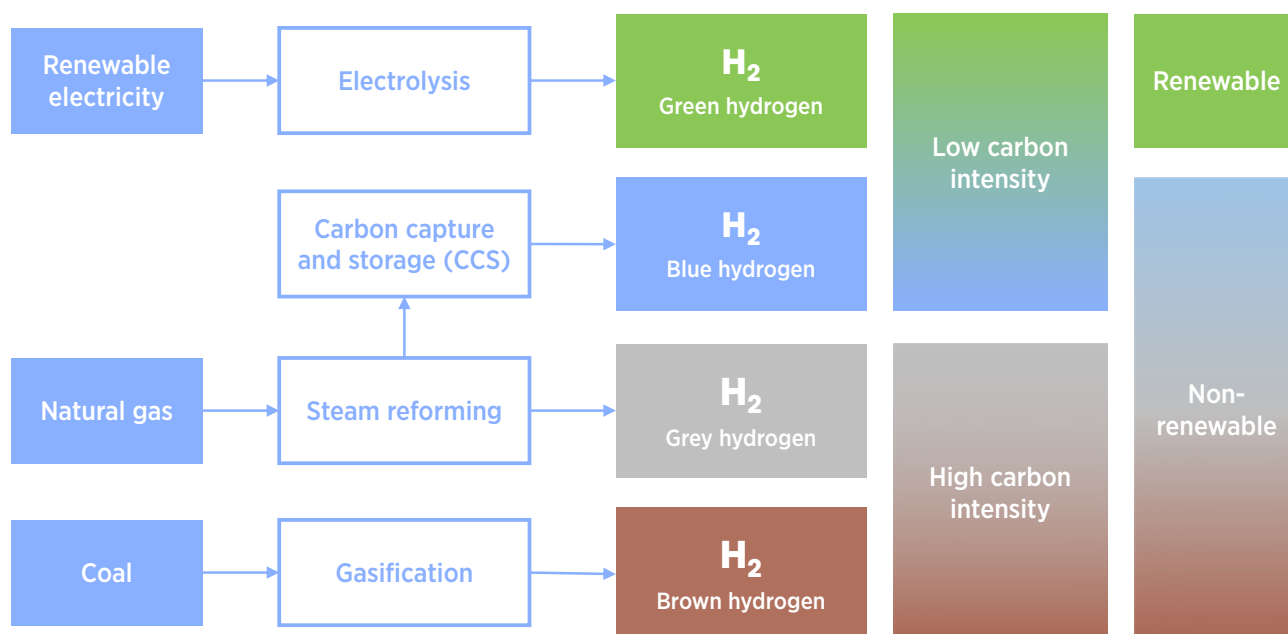 Renewable
electricity
Electrolysis
H₂
Green hydrogen
Low carbon
intensity
Renewable
Carbon capture
and storage (CCS)
H₂
Blue hydrogen
Natural gas
Steam reforming
H₂
Grey hydrogen
High carbon
intensity
Non-
renewable
Coal
Gasification
H₂
Brown hydrogen